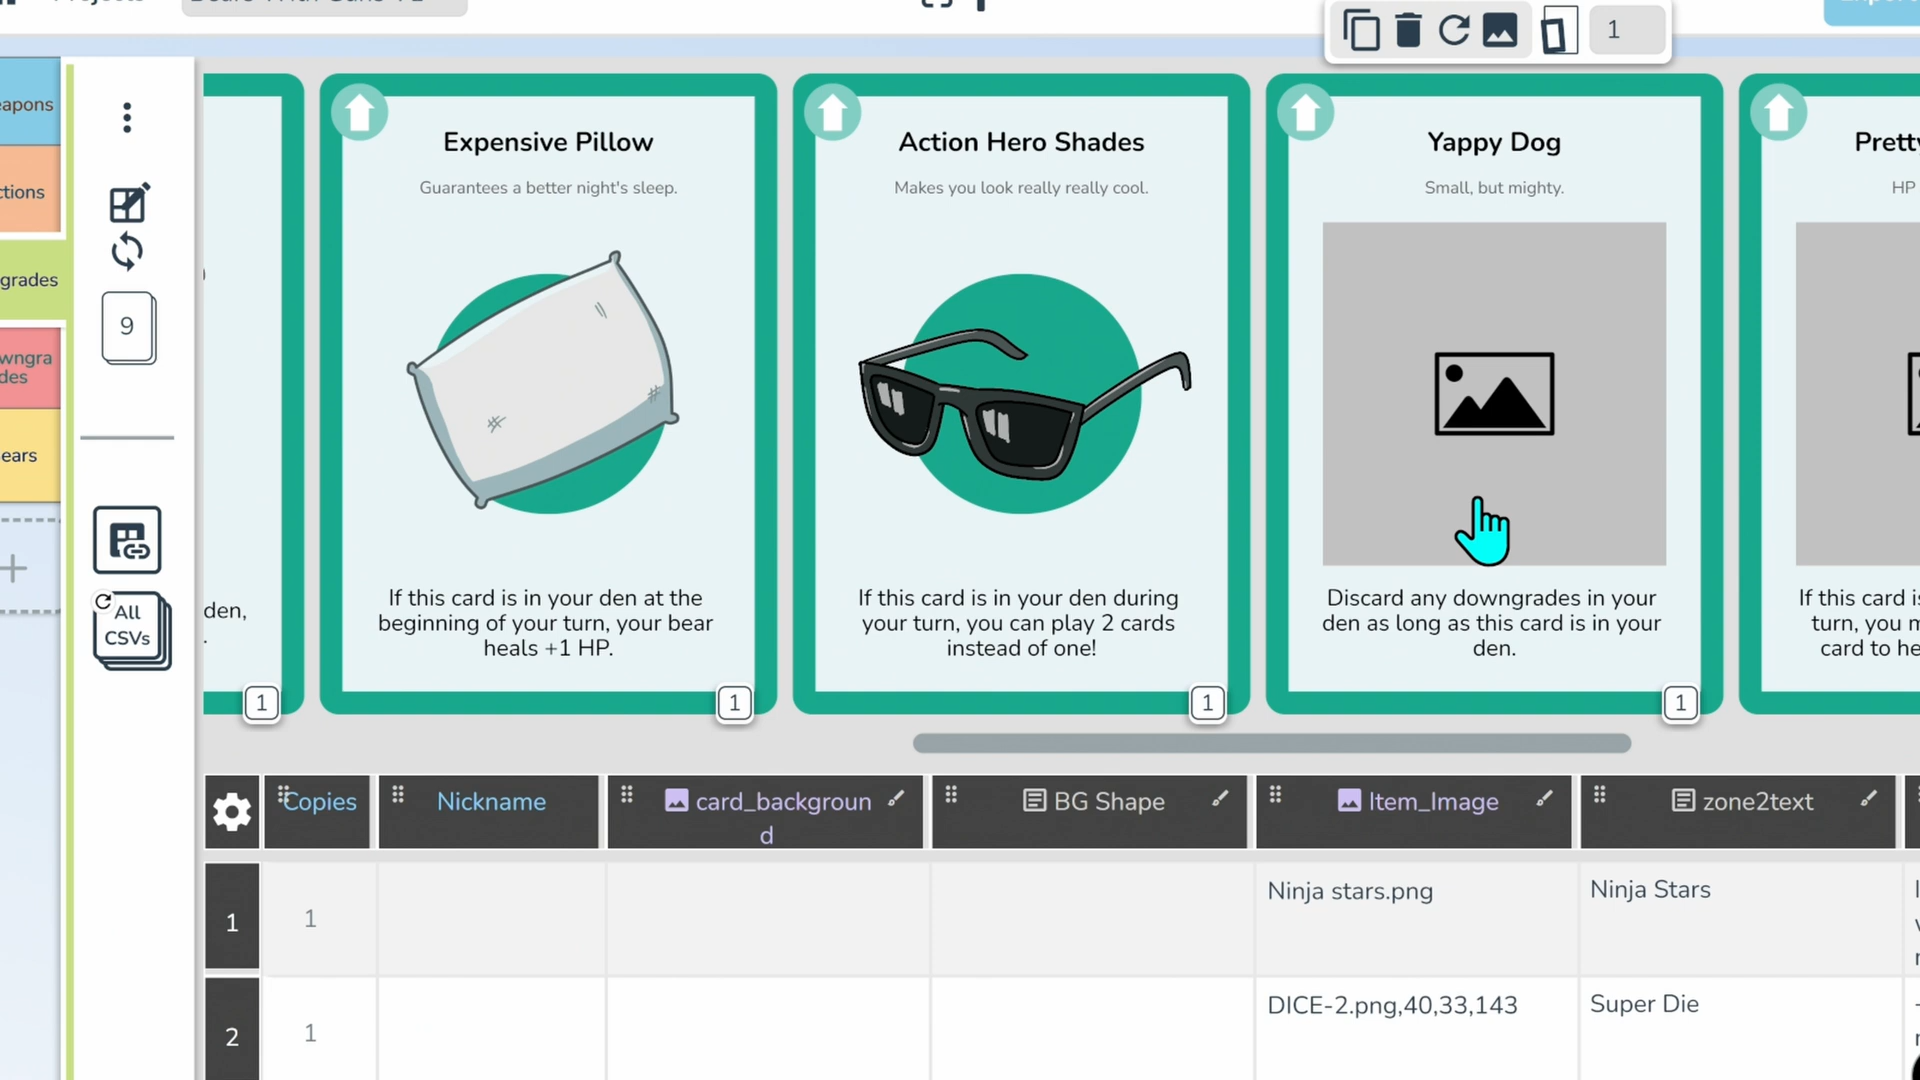 1
eapons
ctions
grades
wngra
des
ears
9
All
CSVs
den,
.
1
Expensive Pillow
Guarantees a better night's sleep.
If this card is in your den at the
beginning of your turn, your bear
heals +1 HP.
1
Action Hero Shades
Makes you look really really cool.
If this card is in your den during
your turn, you can play 2 cards
instead of one!
1
Yappy Dog
Small, but mighty.
Discard any downgrades in your
den as long as this card is in your
den.
1
Pretty
HP
If this card is
turn, you m
card to he
Copies
Nickname
card_backgroun
d
BG Shape
Item_Image
zone2text
1
1
Ninja stars.png
Ninja Stars
2
1
DICE-2.png,40,33,143
Super Die